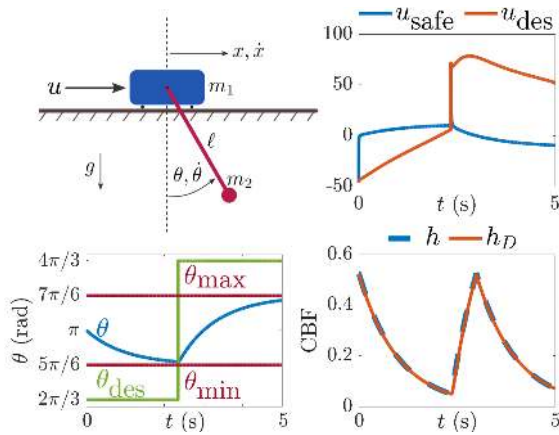 x, ẋ
u
m₁
ℓ
g
θ, θ̇
m₂
u_safe u_des
100
50
0
-50
0 5
t (s)
4π/3
7π/6
π
5π/6
2π/3
θ (rad)
θ_max
θ
θ_des
θ_min
0 5
t (s)
h h_D
0.6
0.4
0.2
0
CBF
0 5
t (s)